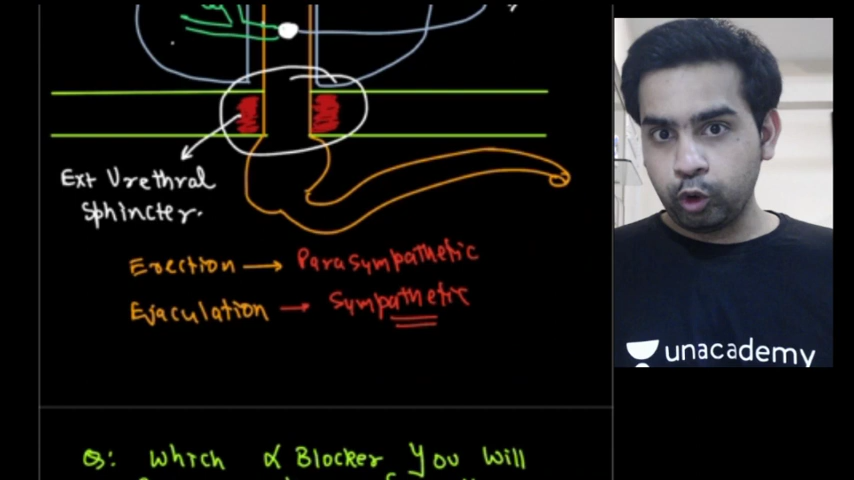 Ext Urethral
Sphincter.
Erection → Parasympathetic
Ejaculation → Sympathetic
Q: Which α Blocker You Will
unacademy